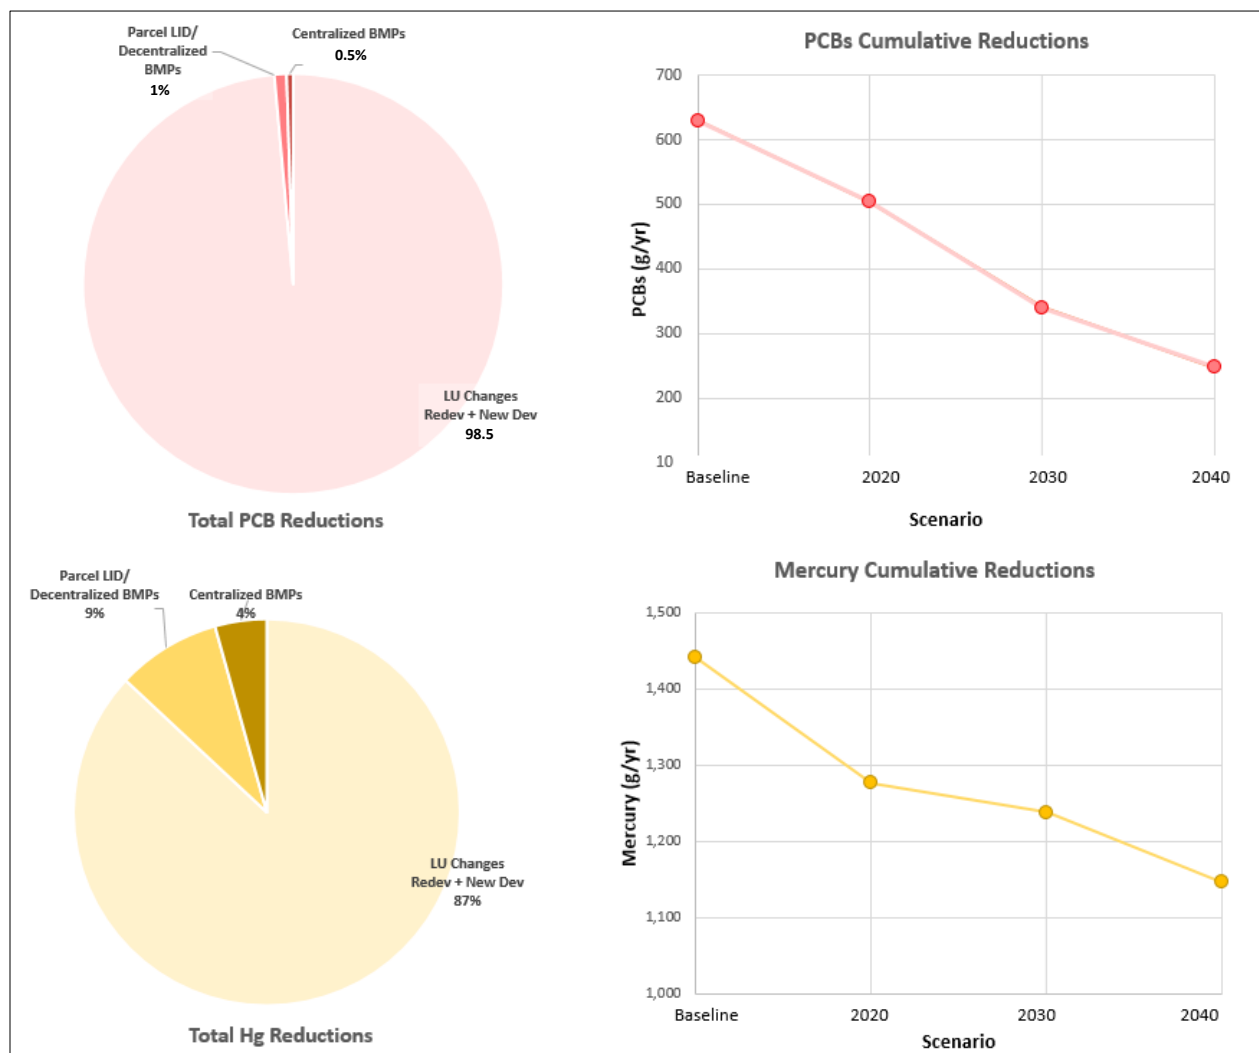 Parcel LID/
Decentralized
BMPs
1%
Centralized BMPs
0.5%
LU Changes
Redev + New Dev
98.5
Total PCB Reductions
PCBs Cumulative Reductions
700
600
500
400
300
200
10
PCBs (g/yr)
Baseline 2020 2030 2040
Scenario
Parcel LID/
Decentralized BMPs
9%
Centralized BMPs
4%
LU Changes
Redev + New Dev
87%
Total Hg Reductions
Mercury Cumulative Reductions
1,500
1,400
1,300
1,200
1,100
1,000
Mercury (g/yr)
Baseline 2020 2030 2040
Scenario